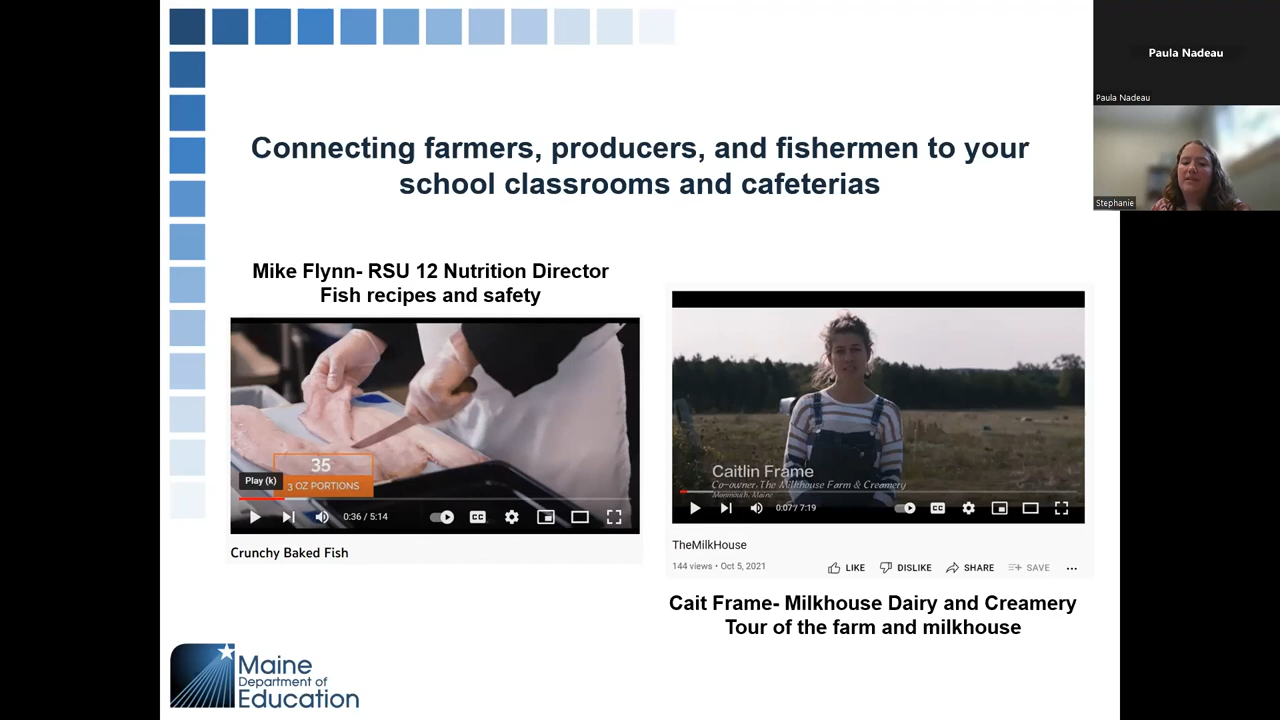 Paula Nadeau
Paula Nadeau
Stephanie
Connecting farmers, producers, and fishermen to your
school classrooms and cafeterias
Mike Flynn- RSU 12 Nutrition Director
Fish recipes and safety
35
3 OZ PORTIONS
Play (k)
0:36 / 5:14
CC
Crunchy Baked Fish
Caitlin Frame
Co-owner, The Milkhouse Farm & Creamery
Monmouth, Maine
0:07 / 7:19
CC
TheMilkHouse
144 views • Oct 5, 2021
LIKE
DISLIKE
SHARE
SAVE
...
Cait Frame- Milkhouse Dairy and Creamery
Tour of the farm and milkhouse
Maine
Department of
Education